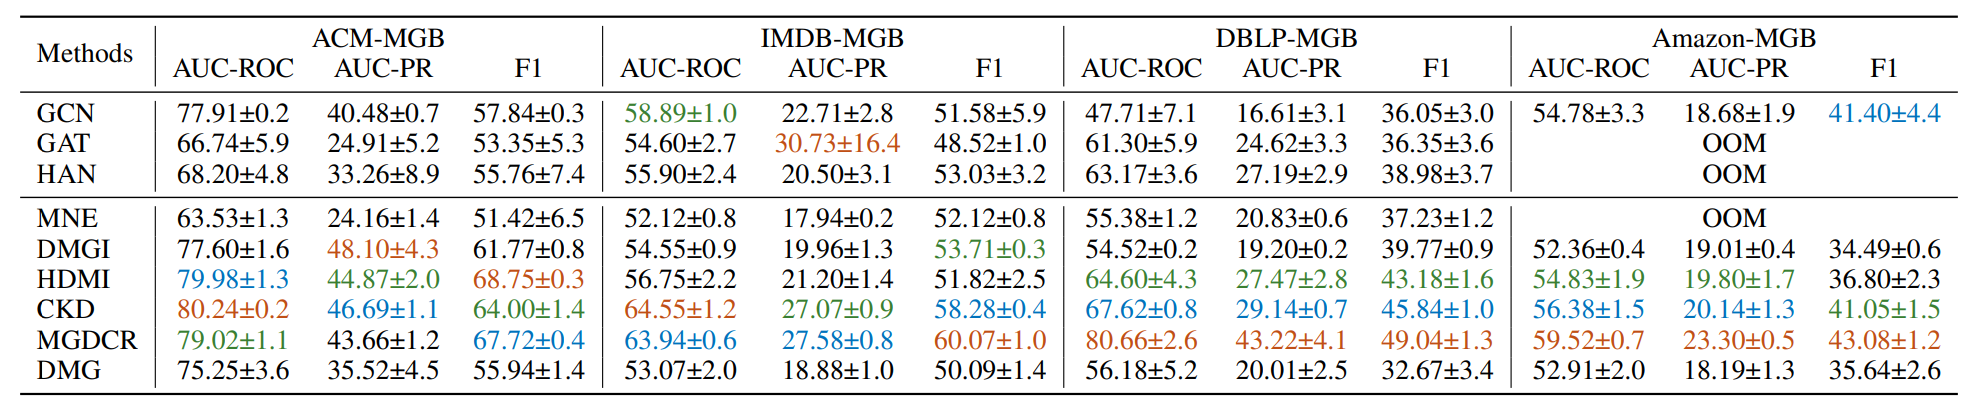 Methods ACM-MGB IMDB-MGB DBLP-MGB Amazon-MGB
AUC-ROC AUC-PR F1 AUC-ROC AUC-PR F1 AUC-ROC AUC-PR F1 AUC-ROC AUC-PR F1
GCN 77.91±0.2 40.48±0.7 57.84±0.3 58.89±1.0 22.71±2.8 51.58±5.9 47.71±7.1 16.61±3.1 36.05±3.0 54.78±3.3 18.68±1.9 41.40±4.4
GAT 66.74±5.9 24.91±5.2 53.35±5.3 54.60±2.7 30.73±16.4 48.52±1.0 61.30±5.9 24.62±3.3 36.35±3.6 OOM
HAN 68.20±4.8 33.26±8.9 55.76±7.4 55.90±2.4 20.50±3.1 53.03±3.2 63.17±3.6 27.19±2.9 38.98±3.7 OOM
MNE 63.53±1.3 24.16±1.4 51.42±6.5 52.12±0.8 17.94±0.2 52.12±0.8 55.38±1.2 20.83±0.6 37.23±1.2 OOM
DMGI 77.60±1.6 48.10±4.3 61.77±0.8 54.55±0.9 19.96±1.3 53.71±0.3 54.52±0.2 19.20±0.2 39.77±0.9 52.36±0.4 19.01±0.4 34.49±0.6
HDMI 79.98±1.3 44.87±2.0 68.75±0.3 56.75±2.2 21.20±1.4 51.82±2.5 64.60±4.3 27.47±2.8 43.18±1.6 54.83±1.9 19.80±1.7 36.80±2.3
CKD 80.24±0.2 46.69±1.1 64.00±1.4 64.55±1.2 27.07±0.9 58.28±0.4 67.62±0.8 29.14±0.7 45.84±1.0 56.38±1.5 20.14±1.3 41.05±1.5
MGDCR 79.02±1.1 43.66±1.2 67.72±0.4 63.94±0.6 27.58±0.8 60.07±1.0 80.66±2.6 43.22±4.1 49.04±1.3 59.52±0.7 23.30±0.5 43.08±1.2
DMG 75.25±3.6 35.52±4.5 55.94±1.4 53.07±2.0 18.88±1.0 50.09±1.4 56.18±5.2 20.01±2.5 32.67±3.4 52.91±2.0 18.19±1.3 35.64±2.6